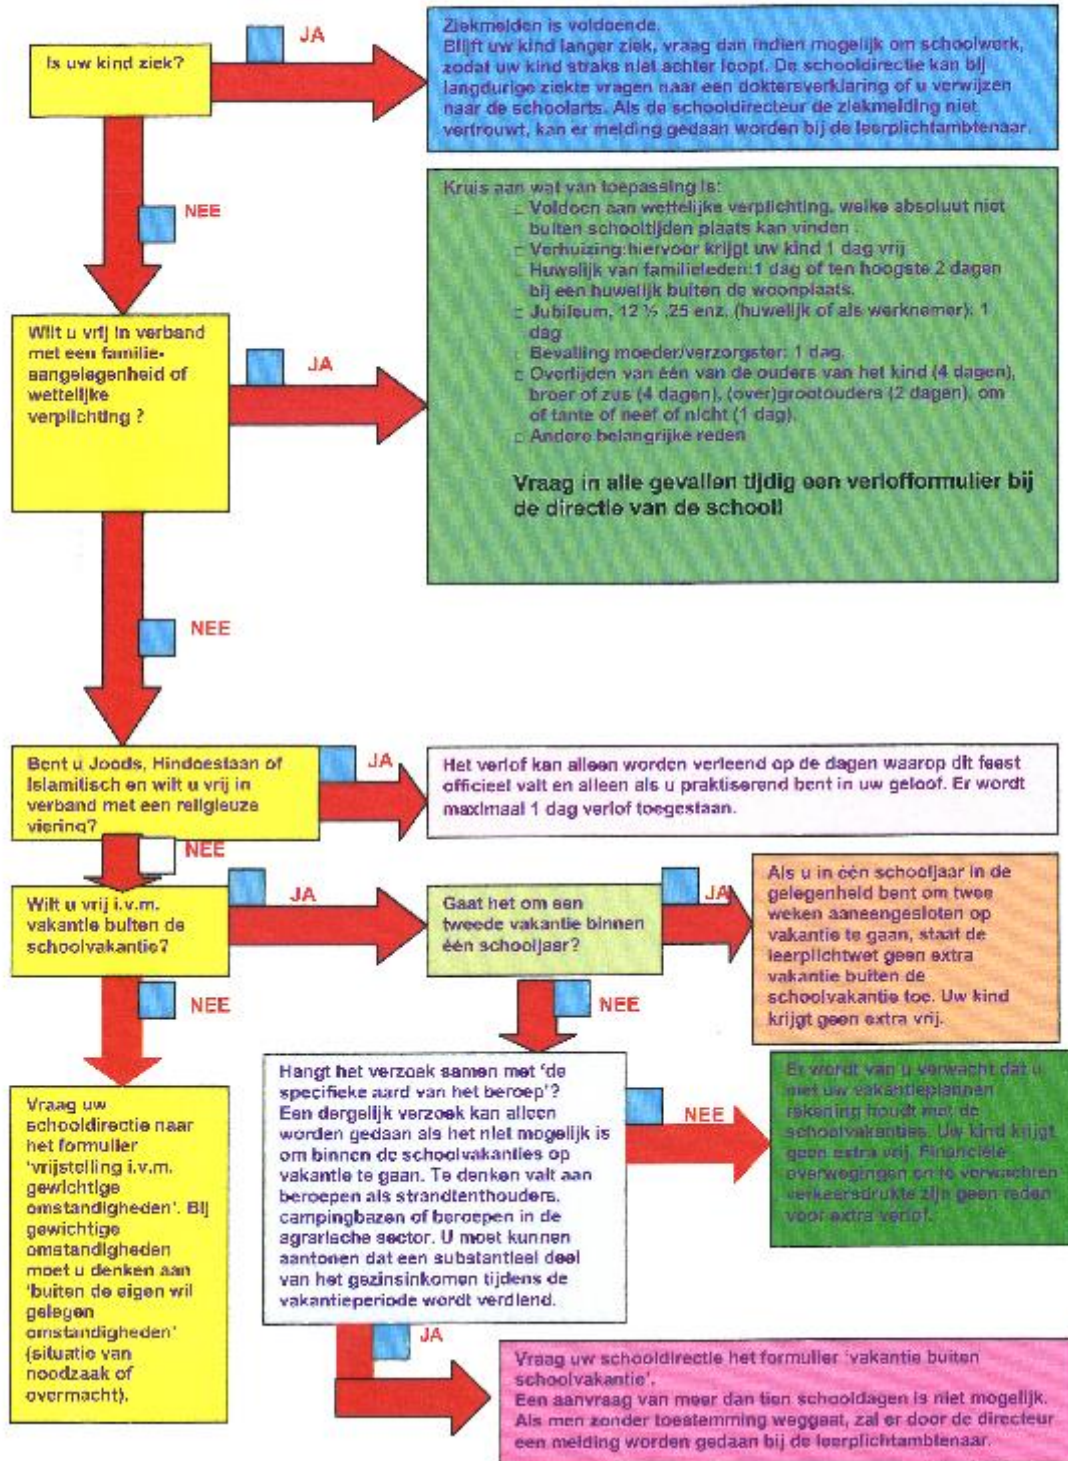 Is uw kind ziek?
JA
Ziekmelden is voldoende.
Blijft uw kind langer ziek, vraag dan indien mogelijk om schoolwerk,
zodat uw kind straks niet achter loopt. De schooldirectie kan bij
langdurige ziekte vragen naar een doktersverklaring of u verwijzen
naar de schoolarts. Als de schooldirecteur de ziekmelding niet
vertrouwt, kan er melding gedaan worden bij de leerplichtambtenaar.
NEE
Wilt u vrij in verband
met een familie-
aangelegenheid of
wettelijke
verplichting ?
JA
Kruis aan wat van toepassing is:
□ Voldoen aan wettelijke verplichting, welke absoluut niet
buiten schooltijden plaats kan vinden .
□ Verhuizing:hiervoor krijgt uw kind 1 dag vrij
□ Huwelijk van familieleden:1 dag of ten hoogste 2 dagen
bij een huwelijk buiten de woonplaats.
□ Jubileum, 12 ½ ,25 enz. (huwelijk of als werknemer): 1
dag
□ Bevalling moeder/verzorgster: 1 dag.
□ Overlijden van één van de ouders van het kind (4 dagen),
broer of zus (4 dagen), (over)grootouders (2 dagen), om
of tante of neef of nicht (1 dag).
□ Andere belangrijke reden
Vraag in alle gevallen tijdig een verlofformulier bij
de directie van de school!
NEE
Bent u Joods, Hindoestaan of
Islamitisch en wilt u vrij in
verband met een religieuze
viering?
JA
Het verlof kan alleen worden verleend op de dagen waarop dit feest
officieel valt en alleen als u praktiserend bent in uw geloof. Er wordt
maximaal 1 dag verlof toegestaan.
NEE
Wilt u vrij i.v.m.
vakantie buiten de
schoolvakantie?
JA
Gaat het om een
tweede vakantie binnen
één schooljaar?
JA
Als u in één schooljaar in de
gelegenheid bent om twee
weken aaneengesloten op
vakantie te gaan, staat de
leerplichtwet geen extra
vakantie buiten de
schoolvakantie toe. Uw kind
krijgt geen extra vrij.
NEE
NEE
Vraag uw
schooldirectie naar
het formulier
'vrijstelling i.v.m.
gewichtige
omstandigheden'. Bij
gewichtige
omstandigheden
moet u denken aan
'buiten de eigen wil
gelegen
omstandigheden'
(situatie van
noodzaak of
overmacht).
Hangt het verzoek samen met 'de
specifieke aard van het beroep'?
Een dergelijk verzoek kan alleen
worden gedaan als het niet mogelijk is
om binnen de schoolvakanties op
vakantie te gaan. Te denken valt aan
beroepen als strandtenthouders,
campingbazen of beroepen in de
agrarische sector. U moet kunnen
aantonen dat een substantieel deel
van het gezinsinkomen tijdens de
vakantieperiode wordt verdiend.
NEE
Er wordt van u verwacht dat u
met uw vakantieplannen
rekening houdt met de
schoolvakanties. Uw kind krijgt
geen extra vrij. Financiële
overwegingen en te verwachten
verkeersdrukte zijn geen reden
voor extra verlof.
JA
Vraag uw schooldirectie het formulier 'vakantie buiten
schoolvakantie'.
Een aanvraag van meer dan tien schooldagen is niet mogelijk.
Als men zonder toestemming weggaat, zal er door de directeur
een melding worden gedaan bij de leerplichtambtenaar.